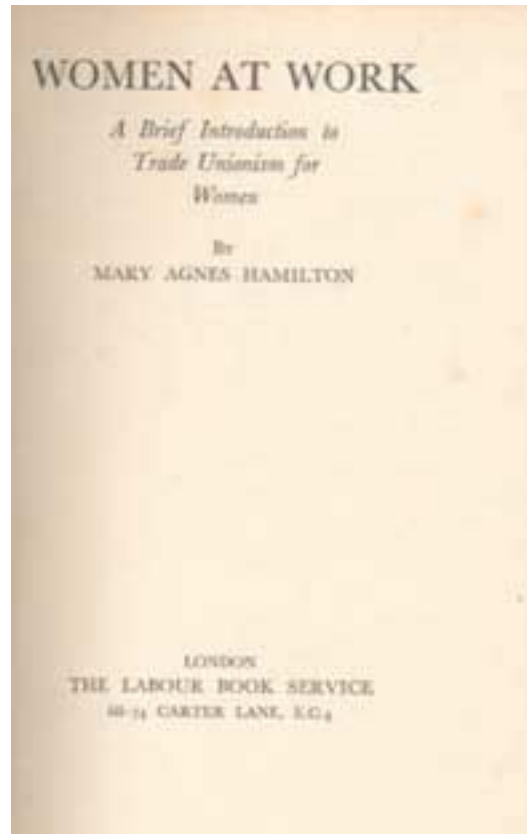 WOMEN AT WORK
A Brief Introduction to
Trade Unionism for
Women
By
MARY AGNES HAMILTON
LONDON
THE LABOUR BOOK SERVICE
CARTER LANE, E.C.4